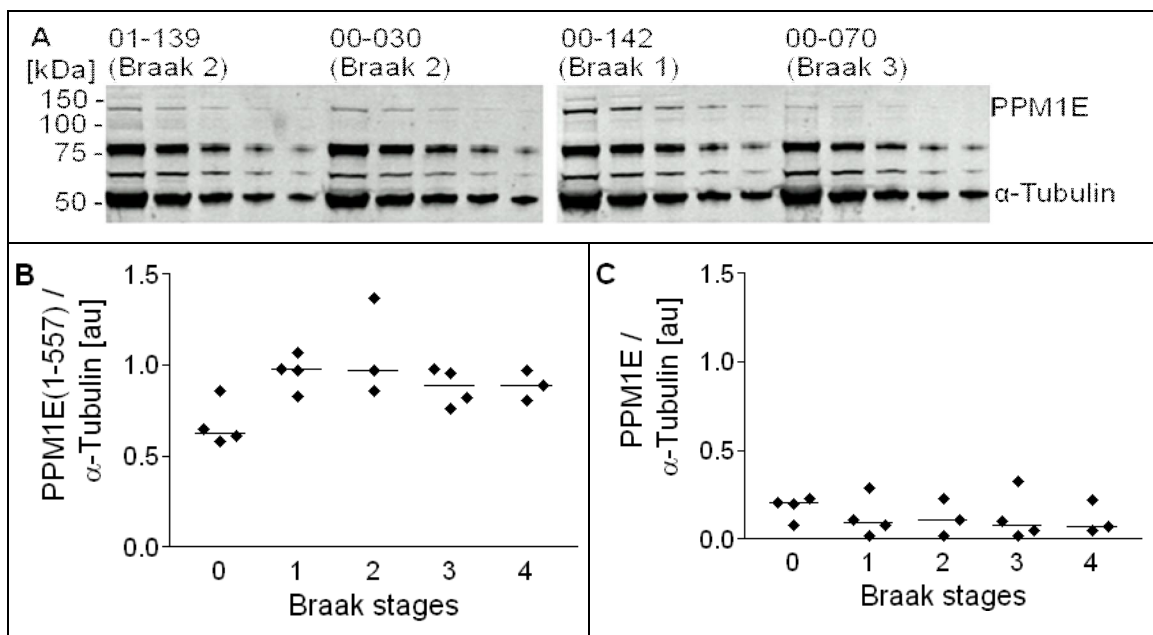 A 01-139 00-030 00-142 00-070
[kDa] (Braak 2) (Braak 2) (Braak 1) (Braak 3)
150 - PPM1E
100 -
75 -
50 - α-Tubulin
B
PPM1E(1-557) /
α-Tubulin [au]
1.5
1.0
0.5
0.0
0 1 2 3 4
Braak stages
C
PPM1E /
α-Tubulin [au]
1.5
1.0
0.5
0.0
0 1 2 3 4
Braak stages